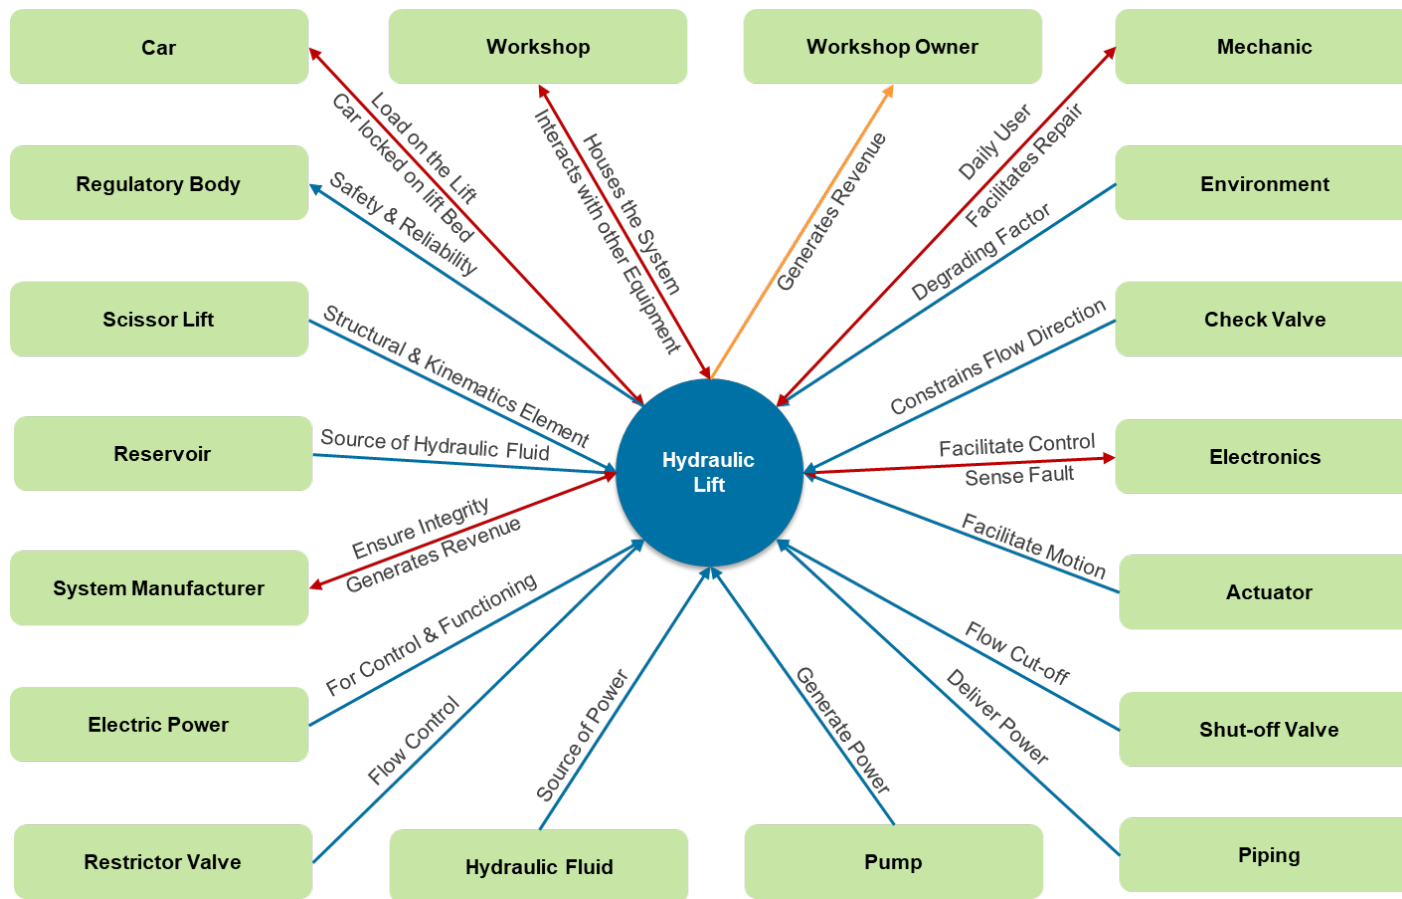 Car
Workshop
Workshop Owner
Mechanic
Load on the Lift
Car locked on lift Bed
Houses the System
Interacts with other Equipment
Generates Revenue
Daily User
Facilitates Repair
Regulatory Body
Safety & Reliability
Degrading Factor
Environment
Scissor Lift
Structural & Kinematics Element
Constrains Flow Direction
Check Valve
Reservoir
Source of Hydraulic Fluid
Hydraulic
Lift
Facilitate Control
Sense Fault
Electronics
System Manufacturer
Ensure Integrity
Generates Revenue
Facilitate Motion
Actuator
Electric Power
For Control & Functioning
Flow Cut-off
Shut-off Valve
Restrictor Valve
Flow Control
Source of Power
Generate Power
Deliver Power
Hydraulic Fluid
Pump
Piping